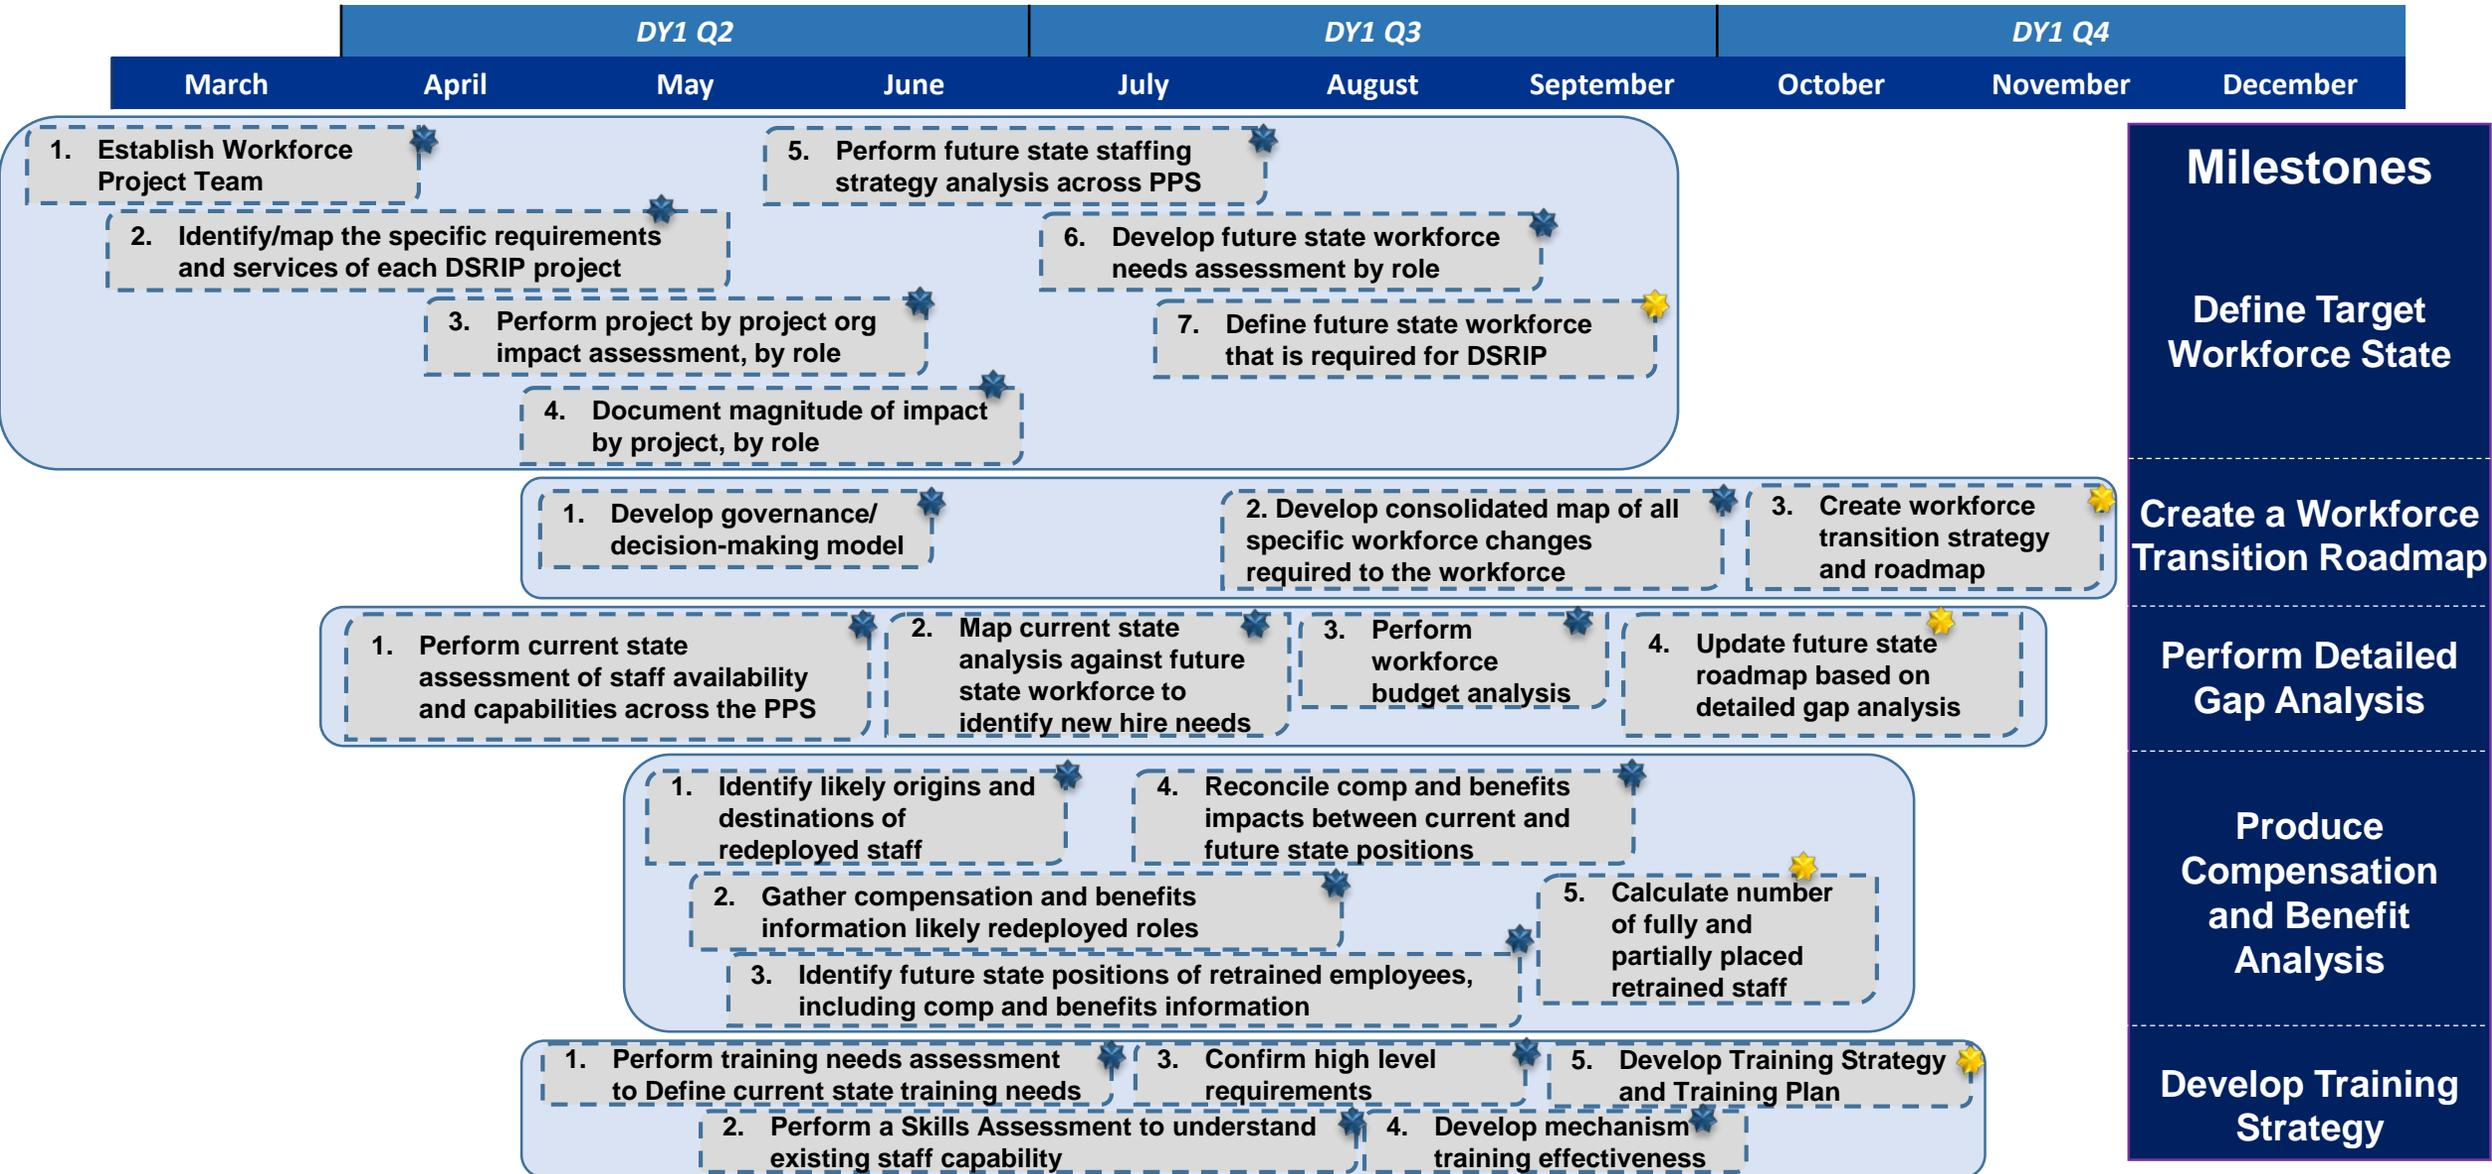 DY1 Q2
DY1 Q3
DY1 Q4
March
April
May
June
July
August
September
October
November
December
1. Establish Workforce
Project Team
2. Identify/map the specific requirements
and services of each DSRIP project
3. Perform project by project org
impact assessment, by role
4. Document magnitude of impact
by project, by role
5. Perform future state staffing
strategy analysis across PPS
6. Develop future state workforce
needs assessment by role
7. Define future state workforce
that is required for DSRIP
Milestones
Define Target
Workforce State
1. Develop governance/
decision-making model
2. Develop consolidated map of all
specific workforce changes
required to the workforce
3. Create workforce
transition strategy
and roadmap
Create a Workforce
Transition Roadmap
1. Perform current state
assessment of staff availability
and capabilities across the PPS
2. Map current state
analysis against future
state workforce to
identify new hire needs
3. Perform
workforce
budget analysis
4. Update future state
roadmap based on
detailed gap analysis
Perform Detailed
Gap Analysis
1. Identify likely origins and
destinations of
redeployed staff
2. Gather compensation and benefits
information likely redeployed roles
3. Identify future state positions of retrained employees,
including comp and benefits information
4. Reconcile comp and benefits
impacts between current and
future state positions
5. Calculate number
of fully and
partially placed
retrained staff
Produce
Compensation
and Benefit
Analysis
1. Perform training needs assessment
to Define current state training needs
2. Perform a Skills Assessment to understand
existing staff capability
3. Confirm high level
requirements
4. Develop mechanism
training effectiveness
5. Develop Training Strategy
and Training Plan
Develop Training
Strategy